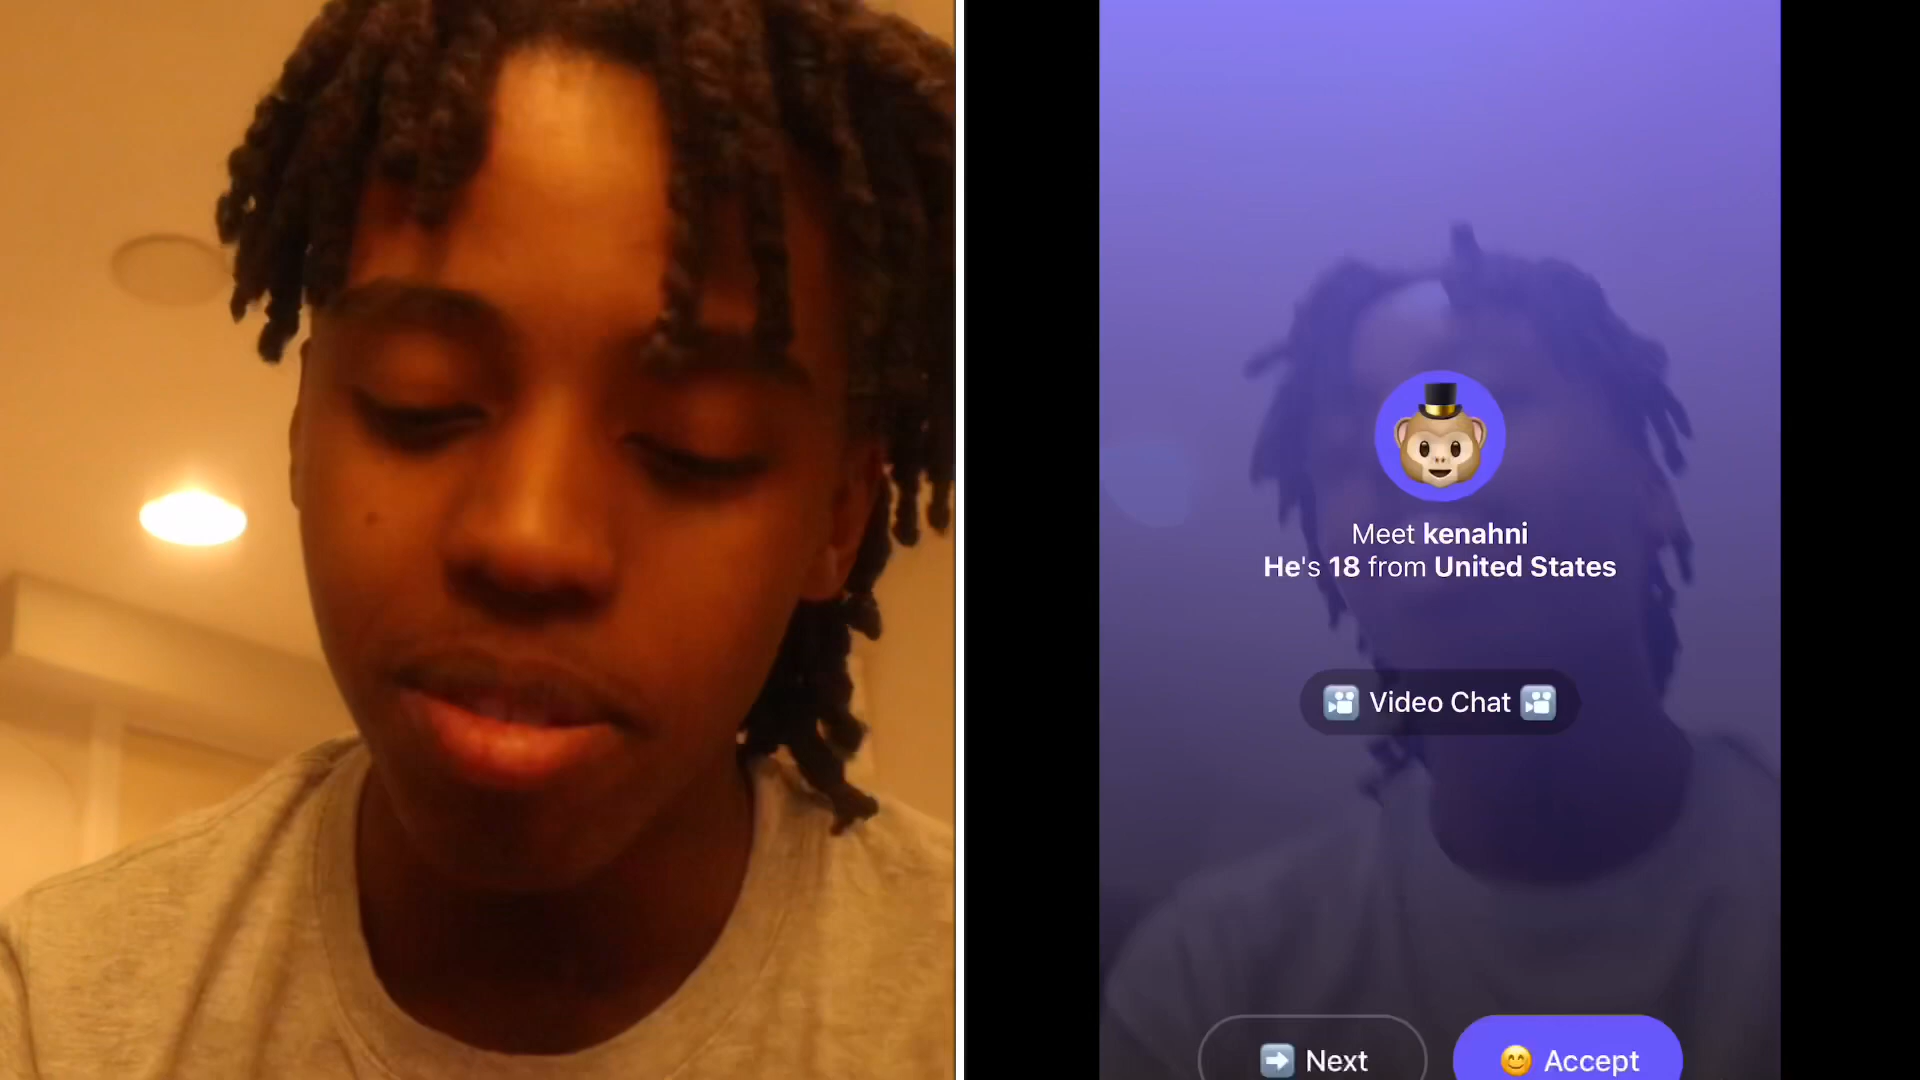 Meet kenahni
He's 18 from United States
Video Chat
Next
Accept